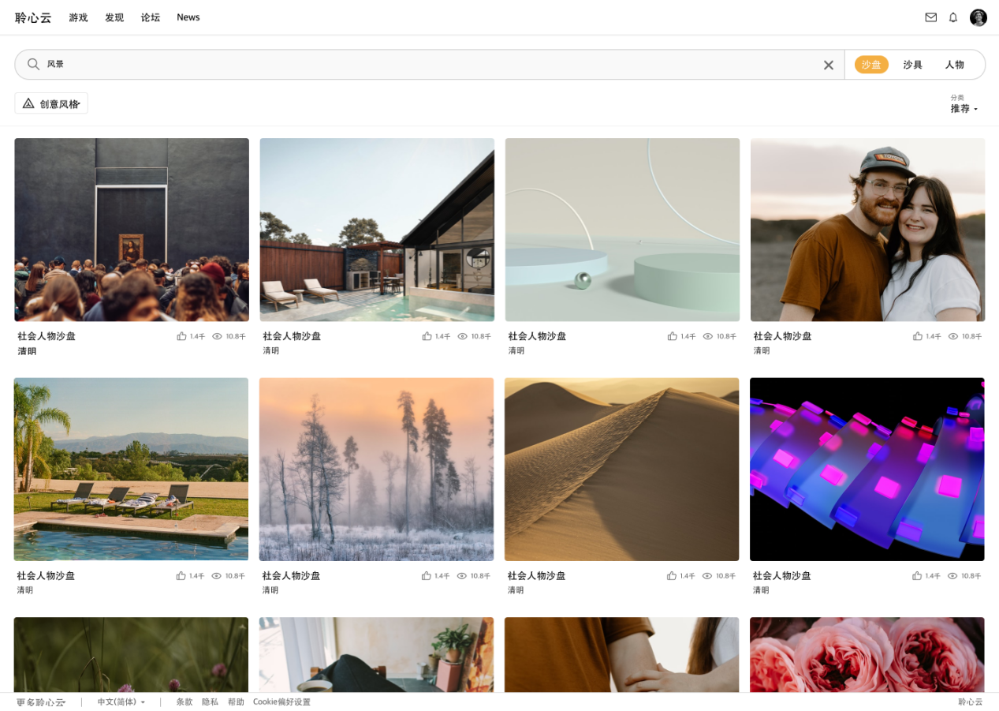 聆心云 游戏 发现 论坛 News
风景 沙盘 沙具 人物
分类
创意风格 推荐
TOYOTA
社会人物沙盘 1.4千 10.8千 社会人物沙盘 1.4千 10.8千 社会人物沙盘 1.4千 10.8千 社会人物沙盘 1.4千 10.8千
清明 清明 清明 清明
社会人物沙盘 1.4千 10.8千 社会人物沙盘 1.4千 10.8千 社会人物沙盘 1.4千 10.8千 社会人物沙盘 1.4千 10.8千
清明 清明 清明 清明
更多聆心云 中文(简体) 条款 隐私 帮助 Cookie偏好设置 聆心云